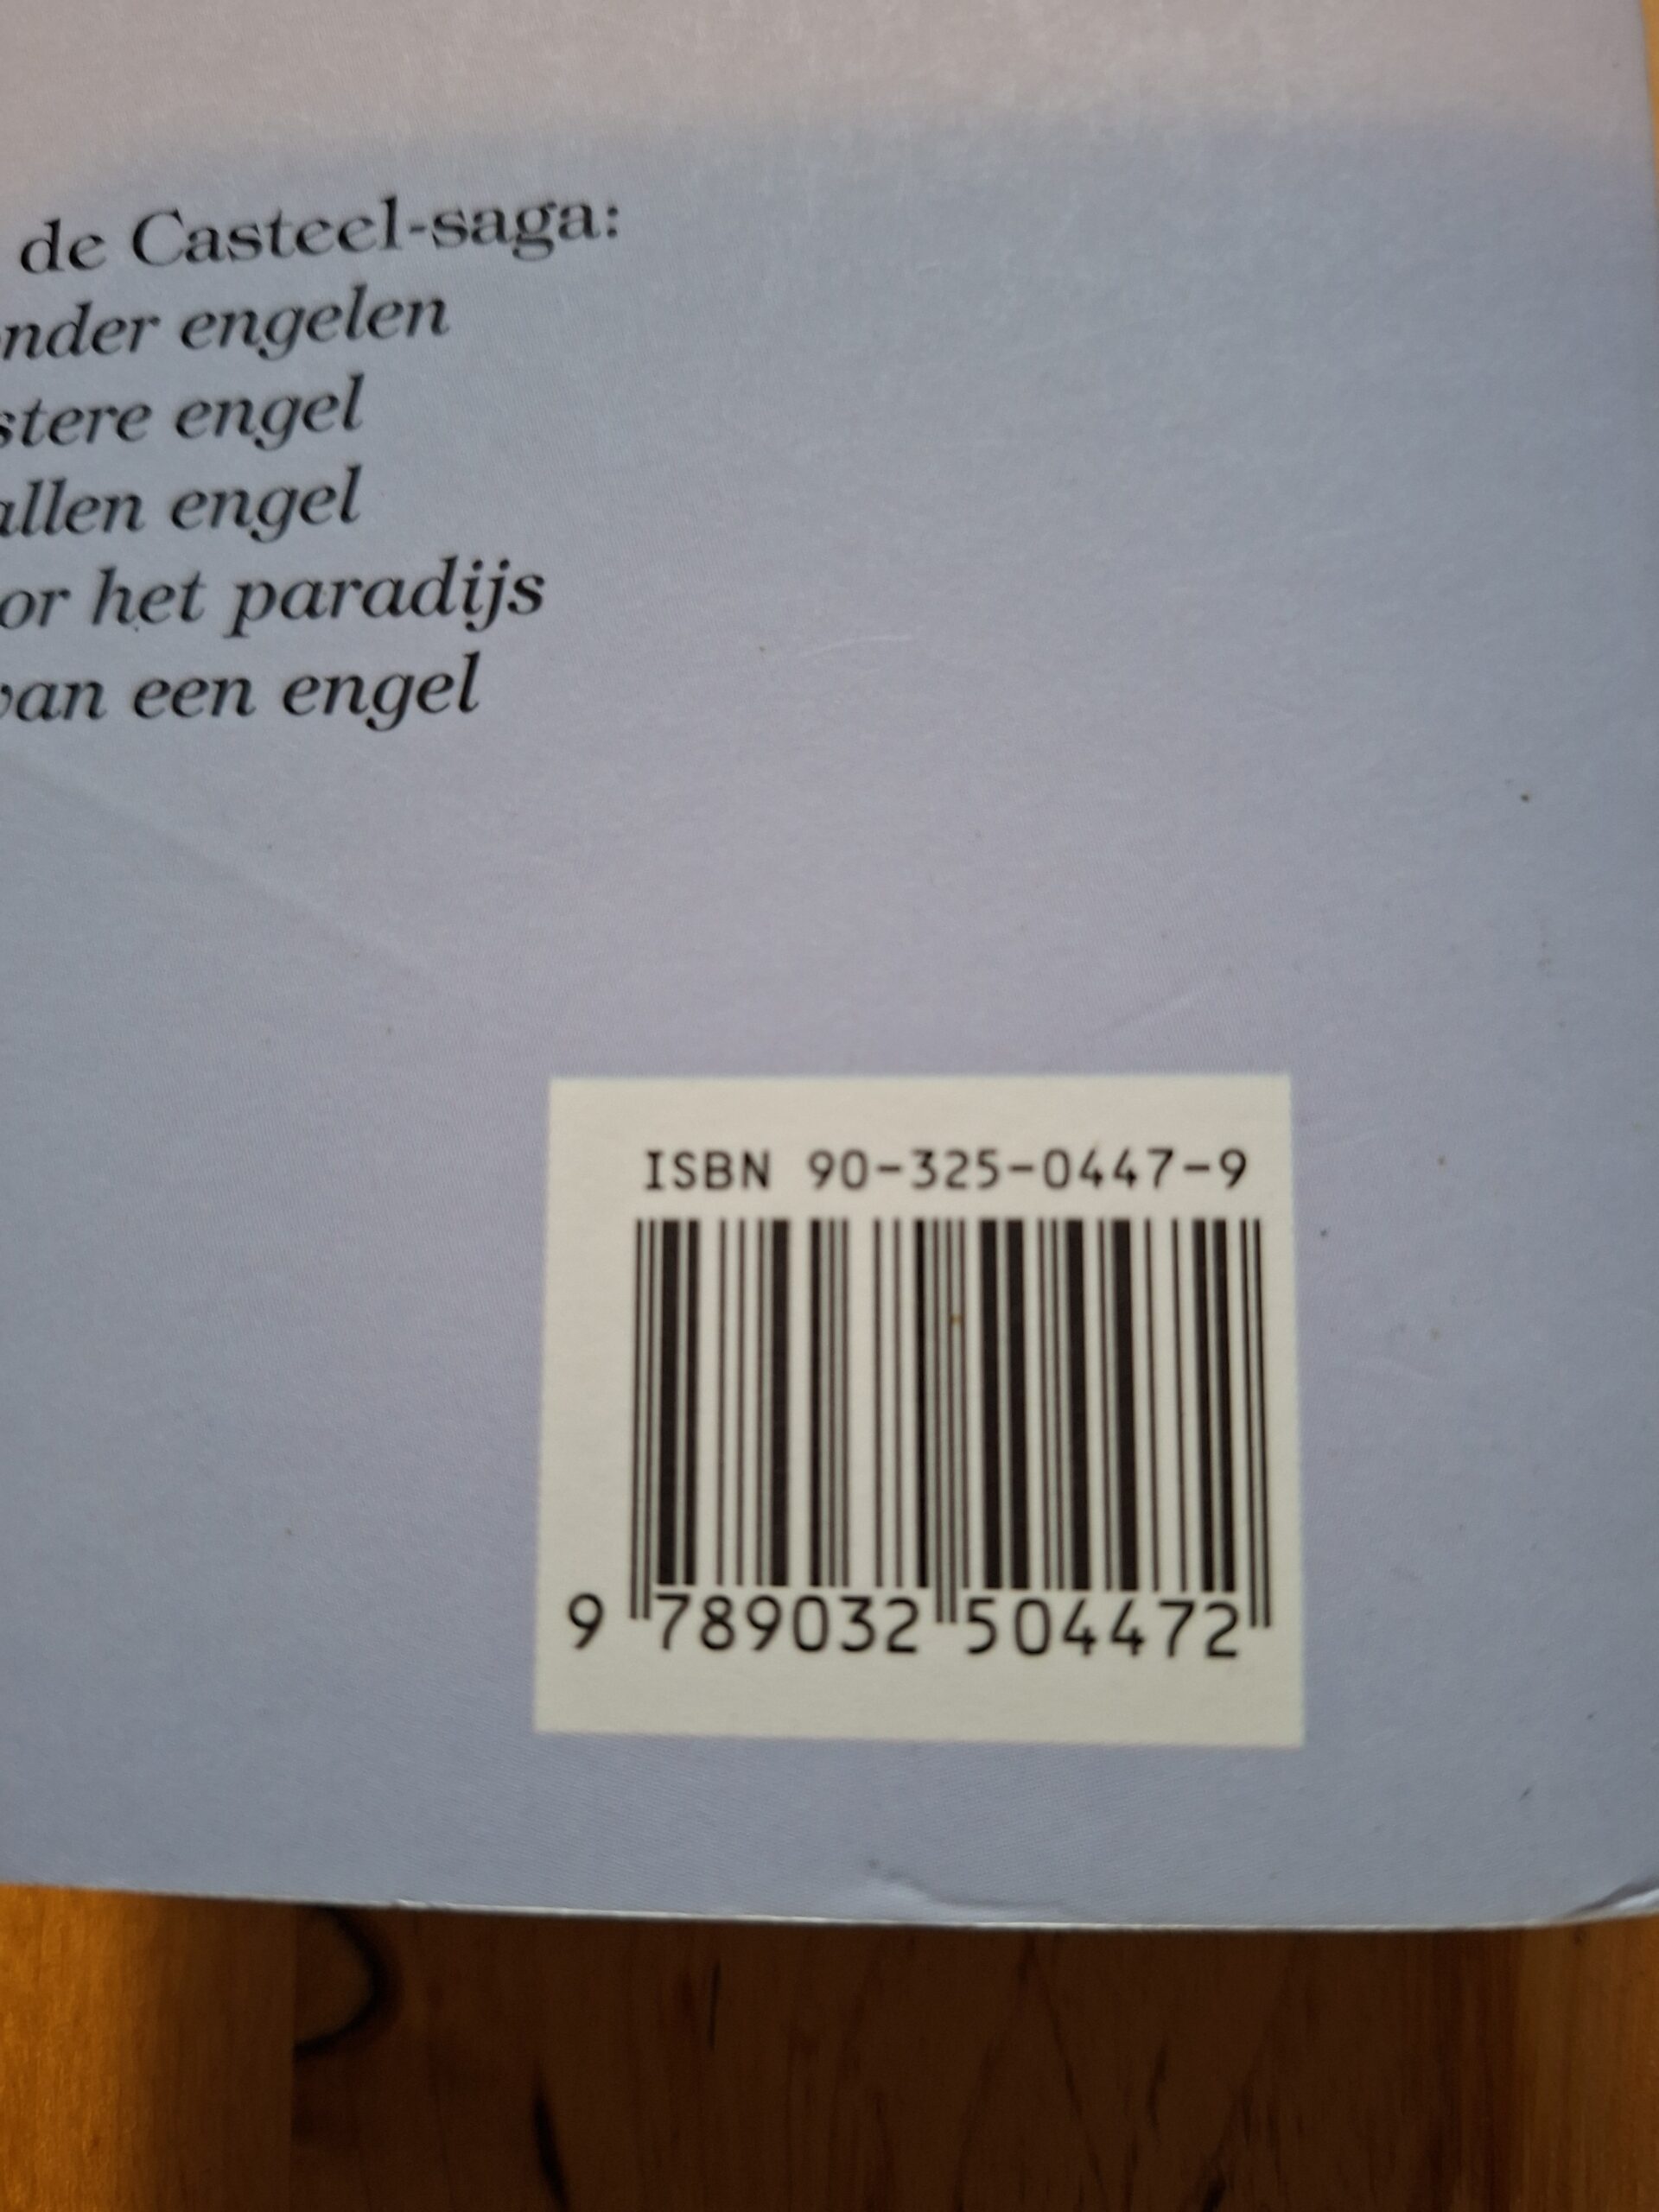 de Casteel-saga:
nder engelen
stere engel
allen engel
or het paradijs
van een engel
ISBN 90-325-0447-9
9 789032 504472